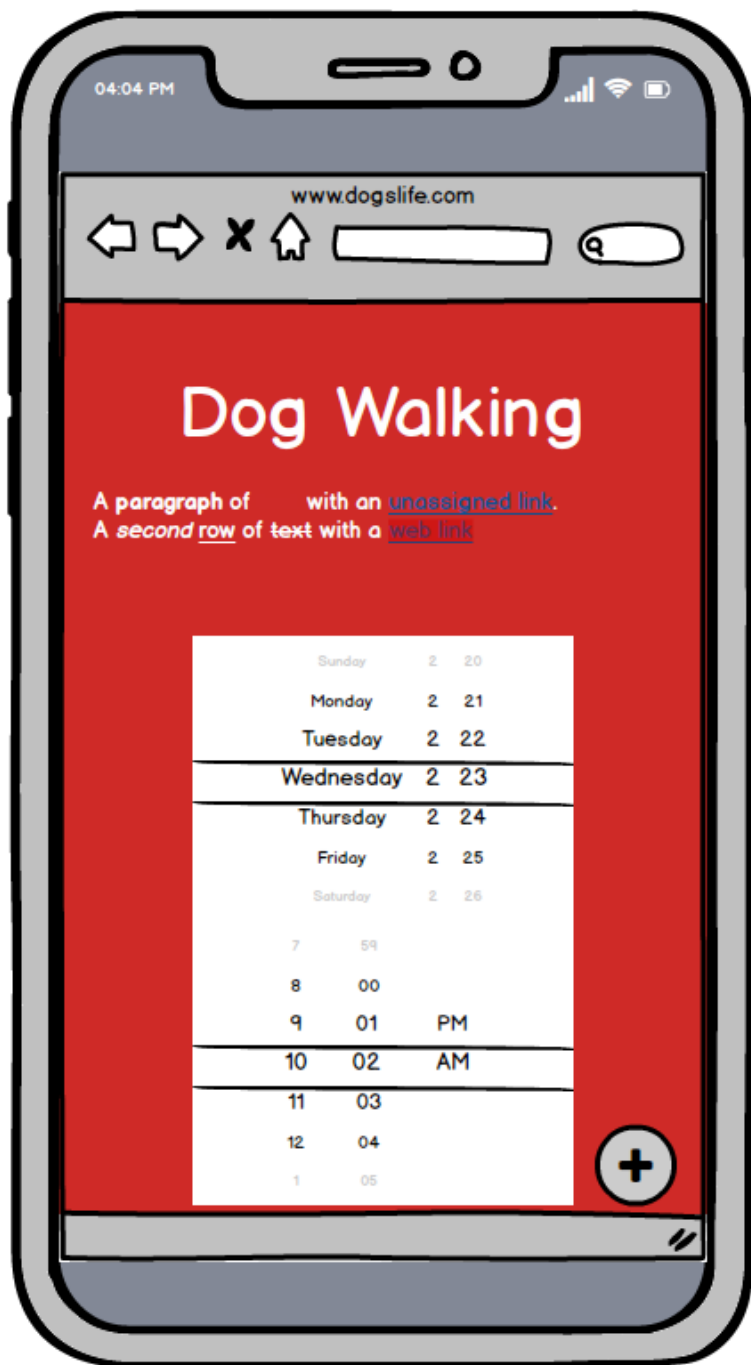 04:04 PM
www.dogslife.com
Dog Walking
A paragraph of with an unassigned link.
A second row of text with a web link
Sunday 2 20
Monday 2 21
Tuesday 2 22
Wednesday 2 23
Thursday 2 24
Friday 2 25
Saturday 2 26
7 59
8 00
9 01 PM
10 02 AM
11 03
12 04
1 05